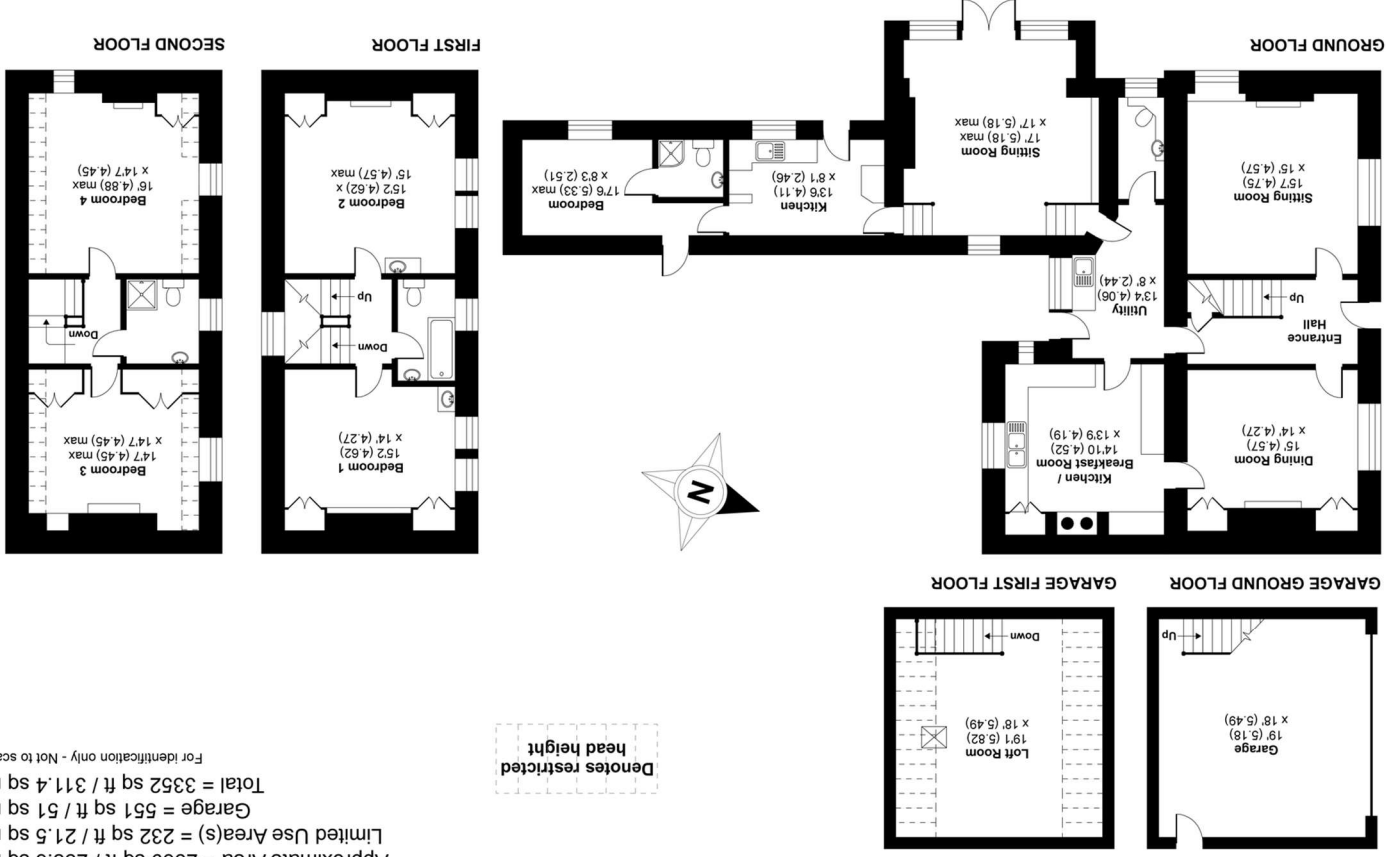 Approximate Area = sq ft / sq
Limited Use Area(s) = 232 sq ft / 21.5 sq
Garage = 551 sq ft / 51 sq
Total = 3352 sq ft / 311.4 sq
For identification only - Not to sca
Denotes restricted
head height
Garage
19' (5.18)
x 18' (5.49)
Up
GARAGE GROUND FLOOR
Loft Room
19'1 (5.82)
x 18' (5.49)
Down
GARAGE FIRST FLOOR
N
Dining Room
15' (4.57)
x 14' (4.27)
Kitchen /
Breakfast Room
14'10 (4.52)
x 13'9 (4.19)
Entrance
Hall
Up
Utility
13'4 (4.06)
x 8' (2.44)
Sitting Room
15'7 (4.75)
x 15' (4.57)
Sitting Room
17' (5.18) max
x 17' (5.18) max
Kitchen
13'6 (4.11)
x 8'1 (2.46)
Bedroom
17'6 (5.33) max
x 8'3 (2.51)
GROUND FLOOR
Bedroom 1
15'2 (4.62)
x 14' (4.27)
Down
Up
Bedroom 2
15'2 (4.62) x
15' (4.57) max
FIRST FLOOR
Bedroom 3
14'7 (4.45) max
x 14'7 (4.45) max
Down
Bedroom 4
16' (4.88) max
x 14'7 (4.45)
SECOND FLOOR